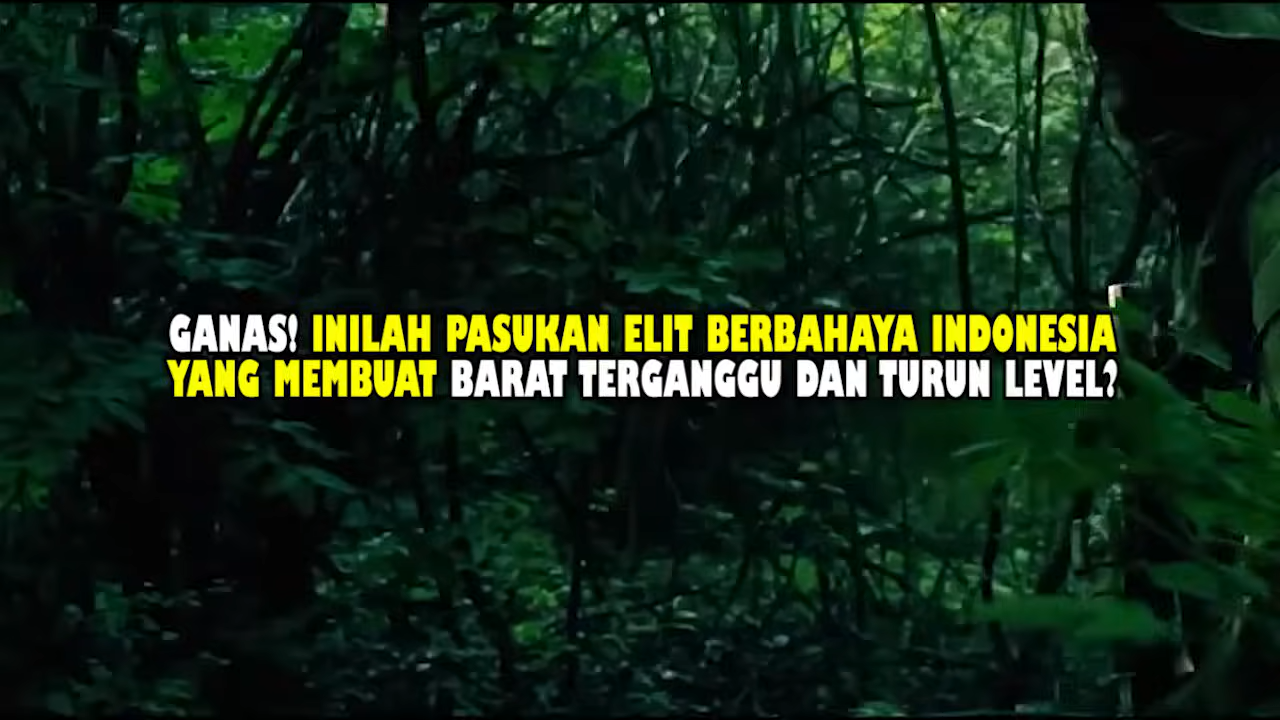 GANAS! INILAH PASUKAN ELIT BERBAHAYA INDONESIA
YANG MEMBUAT BARAT TERGANGGU DAN TURUN LEVEL?